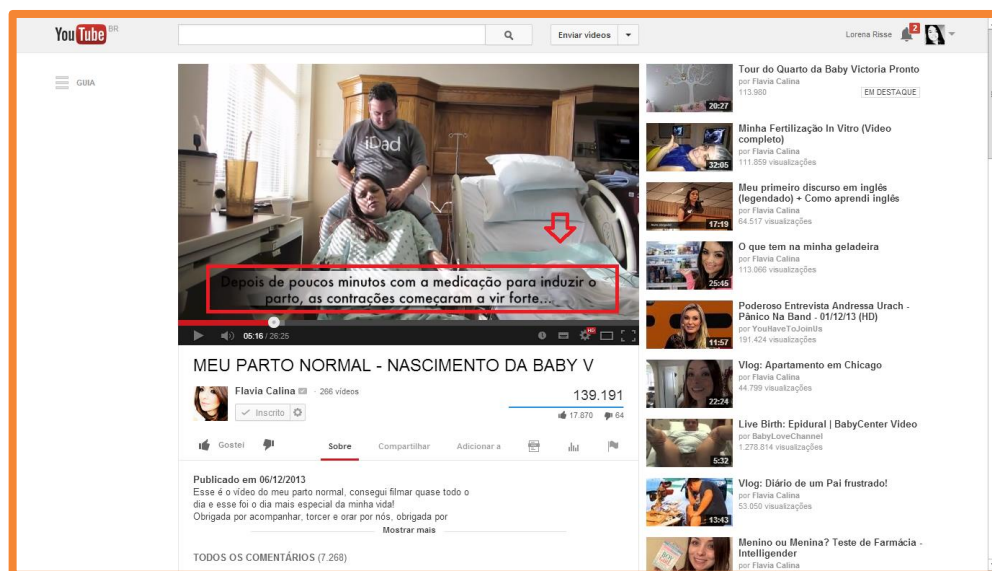 YouTube BR
Enviar vídeos
Lorena Risse
2
GUIA
iDad
Depois de poucos minutos com a medicação para induzir o
parto, as contrações começaram a vir forte...
05:16 / 26:25
HD
MEU PARTO NORMAL - NASCIMENTO DA BABY V
Flavia Calina · 266 vídeos
Inscrito
139.191
17.870 64
Gostei
Sobre
Compartilhar
Adicionar a
Publicado em 06/12/2013
Esse é o vídeo do meu parto normal, consegui filmar quase todo o
dia e esse foi o dia mais especial da minha vida!
Obrigada por acompanhar, torcer e orar por nós, obrigada por
Mostrar mais
TODOS OS COMENTÁRIOS (7.268)
20:27
Tour do Quarto da Baby Victoria Pronto
por Flavia Calina
113.980
EM DESTAQUE
32:05
Minha Fertilização In Vitro (Vídeo
completo)
por Flavia Calina
111.859 visualizações
17:19
Meu primeiro discurso em inglês
(legendado) + Como aprendi inglês
por Flavia Calina
64.517 visualizações
25:45
O que tem na minha geladeira
por Flavia Calina
113.066 visualizações
11:57
Poderoso Entrevista Andressa Urach -
Pânico Na Band - 01/12/13 (HD)
por YouHaveToJoinUs
191.424 visualizações
22:24
Vlog: Apartamento em Chicago
por Flavia Calina
44.799 visualizações
5:32
Live Birth: Epidural | BabyCenter Video
por BabyLoveChannel
1.278.814 visualizações
13:43
Vlog: Diário de um Pai frustrado!
por Flavia Calina
53.050 visualizações
Menino ou Menina? Teste de Farmácia -
Intelligender
por Flavia Calina